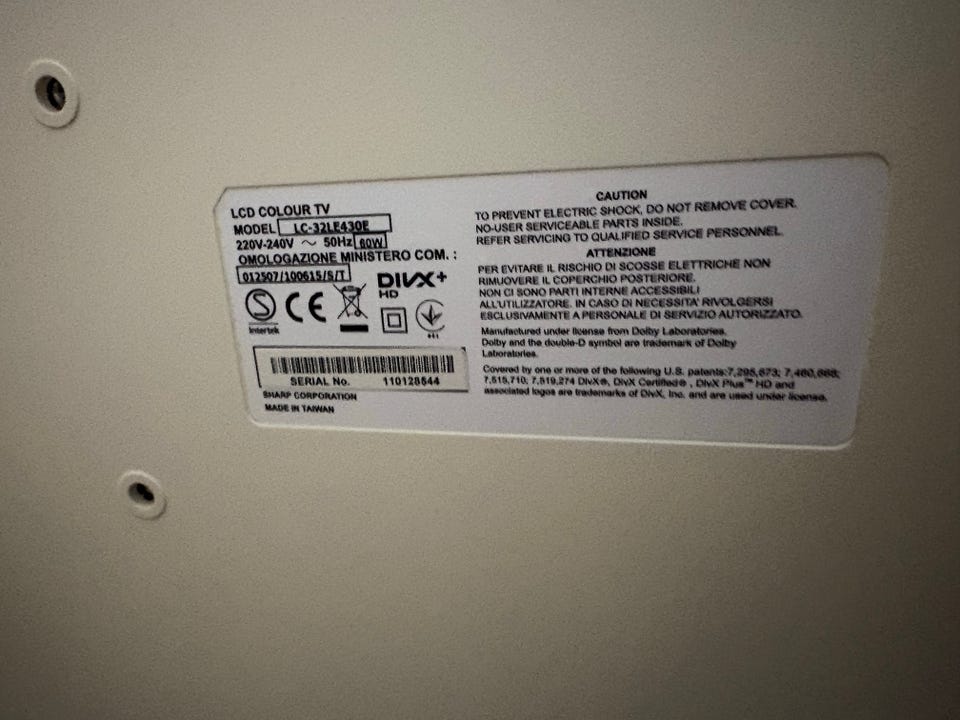 LCD COLOUR TV
MODEL LC-32LE430E
220V-240V ~ 50Hz 60W
OMOLOGAZIONE MINISTERO COM. :
012507/100615/S/T
DIVX+
HD
S
Intertek
CE
SERIAL No. 110128544
SHARP CORPORATION
MADE IN TAIWAN
CAUTION
TO PREVENT ELECTRIC SHOCK, DO NOT REMOVE COVER.
NO-USER SERVICEABLE PARTS INSIDE.
REFER SERVICING TO QUALIFIED SERVICE PERSONNEL.
ATTENZIONE
PER EVITARE IL RISCHIO DI SCOSSE ELETTRICHE NON
RIMUOVERE IL COPERCHIO POSTERIORE.
NON CI SONO PARTI INTERNE ACCESSIBILI
ALL'UTILIZZATORE. IN CASO DI NECESSITA' RIVOLGERSI
ESCLUSIVAMENTE A PERSONALE DI SERVIZIO AUTORIZZATO.
Manufactured under license from Dolby Laboratories.
Dolby and the double-D symbol are trademark of Dolby
Laboratories.
Covered by one or more of the following U.S. patents:7,295,673; 7,460,668;
7,515,710; 7,519,274 DivX®, DivX Certified®, DivX Plus™ HD and
associated logos are trademarks of DivX, Inc. and are used under license.